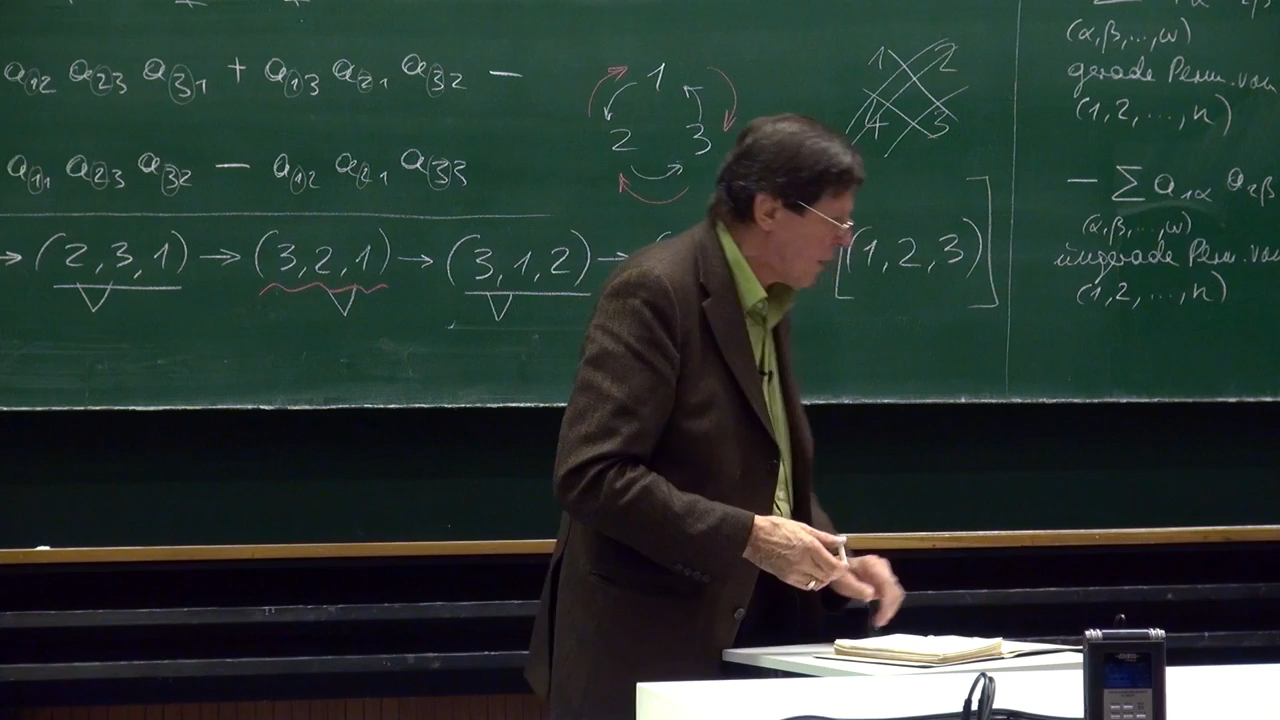 a₁₂ a₂₃ a₃₁ + a₁₃ a₂₁ a₃₂ −
a₁₁ a₂₃ a₃₂ − a₁₂ a₂₁ a₃₃
→ (2,3,1) → (3,2,1) → (3,1,2) → ( [(1,2,3)]
1
2 3
1 2
4 3
(α,β,...,ω)
gerade Perm. von
(1,2,...,n)
− ∑ a₁α a₂β
(α,β,...,ω)
ungerade Perm. von
(1,2,...,n)